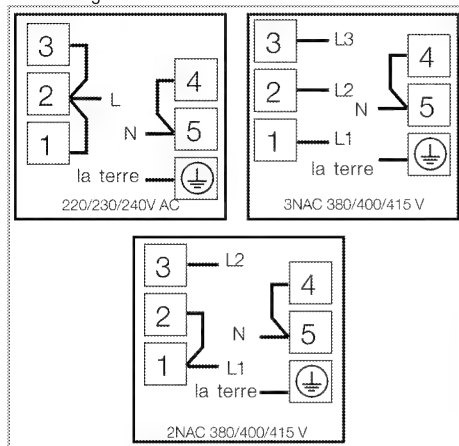 3
2
1
L
4
N
5
la terre
220/230/240V AC
3
L3
2
L2
1
L1
4
N
5
la terre
3NAC 380/400/415 V
3
L2
2
1
L1
4
N
5
la terre
2NAC 380/400/415 V